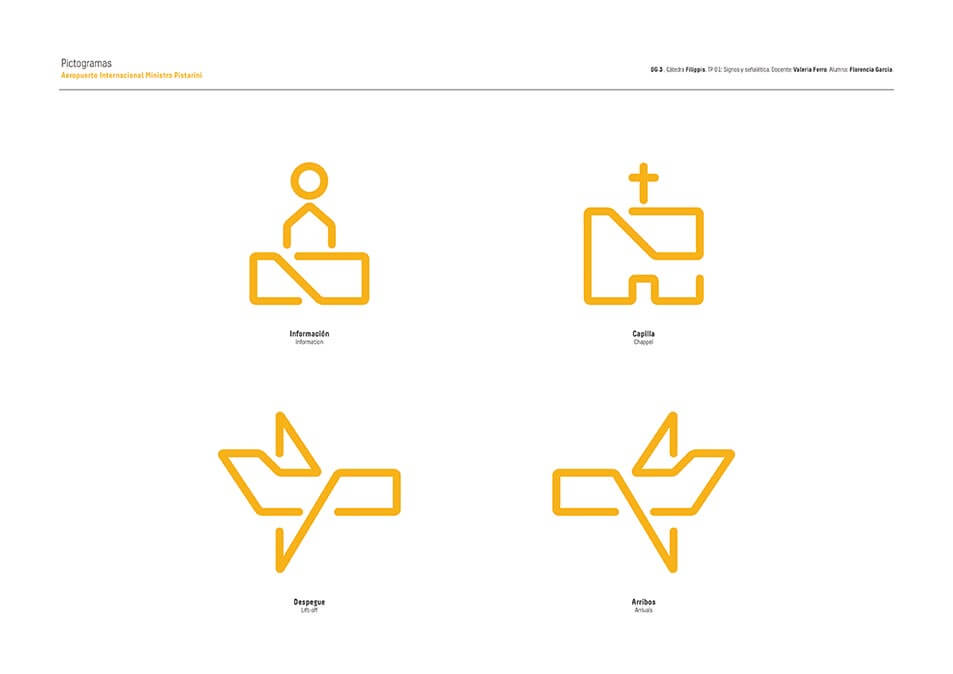 Pictogramas
Aeropuerto Internacional Ministro Pistarini
DG 3 . Cátedra Filippis. TP 01: Signos y señalética. Docente: Valeria Ferro. Alumna: Florencia García
Información
Information
Capilla
Chappel
Despegue
Lift-off
Arribos
Arrivals